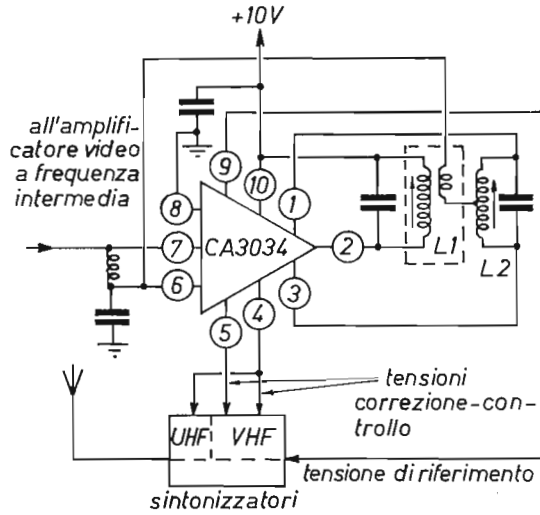 +10V
all'amplifi-
catore video
a frequenza
intermedia
9
10
1
8
7
CA3034
2
6
3
5
4
L1
L2
tensioni
correzione-con-
trollo
UHF
VHF
tensione di riferimento
sintonizzatori